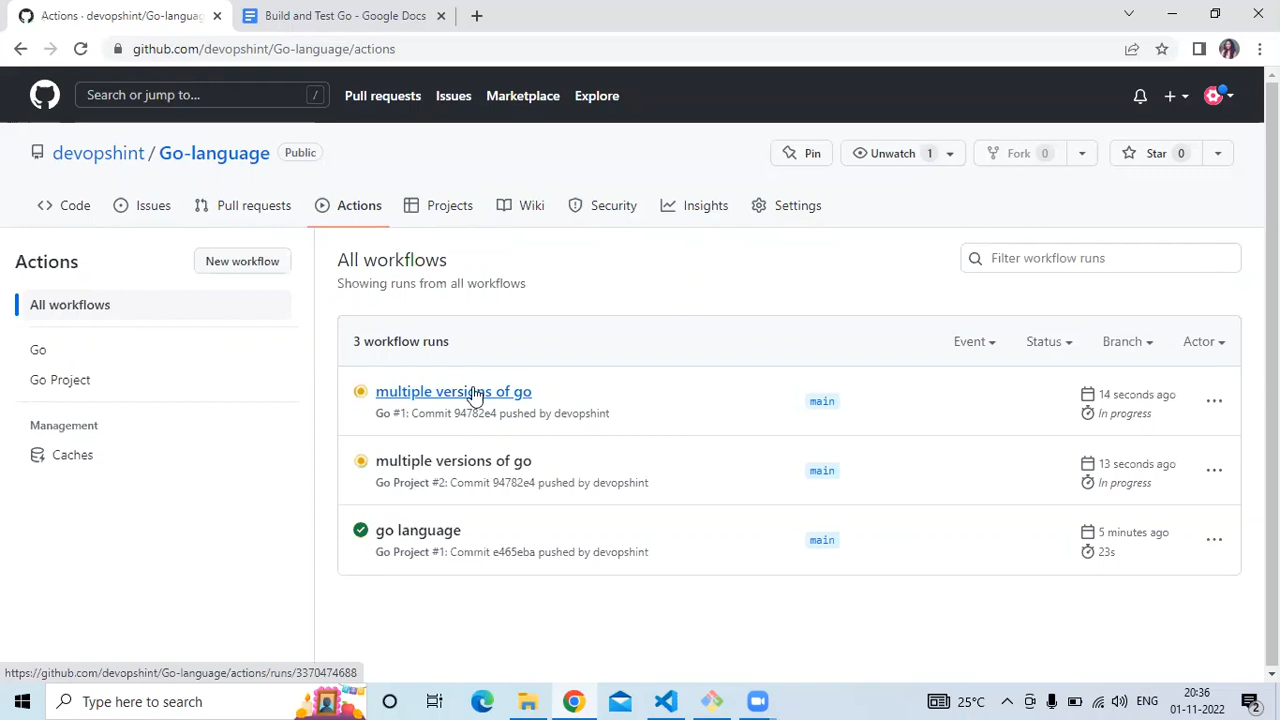 Actions · devopshint/Go-languag
Build and Test Go - Google Docs
github.com/devopshint/Go-language/actions
Search or jump to...
/
Pull requests
Issues
Marketplace
Explore
devopshint / Go-language
Public
Pin
Unwatch 1
Fork 0
Star 0
Code
Issues
Pull requests
Actions
Projects
Wiki
Security
Insights
Settings
Actions
New workflow
All workflows
Go
Go Project
Management
Caches
All workflows
Showing runs from all workflows
Filter workflow runs
3 workflow runs
Event
Status
Branch
Actor
multiple versions of go
Go #1: Commit 94782e4 pushed by devopshint
main
14 seconds ago
In progress
multiple versions of go
Go Project #2: Commit 94782e4 pushed by devopshint
main
13 seconds ago
In progress
go language
Go Project #1: Commit e465eba pushed by devopshint
main
5 minutes ago
23s
https://github.com/devopshint/Go-language/actions/runs/3370474688
Type here to search
25°C
ENG
20:36
01-11-2022
2